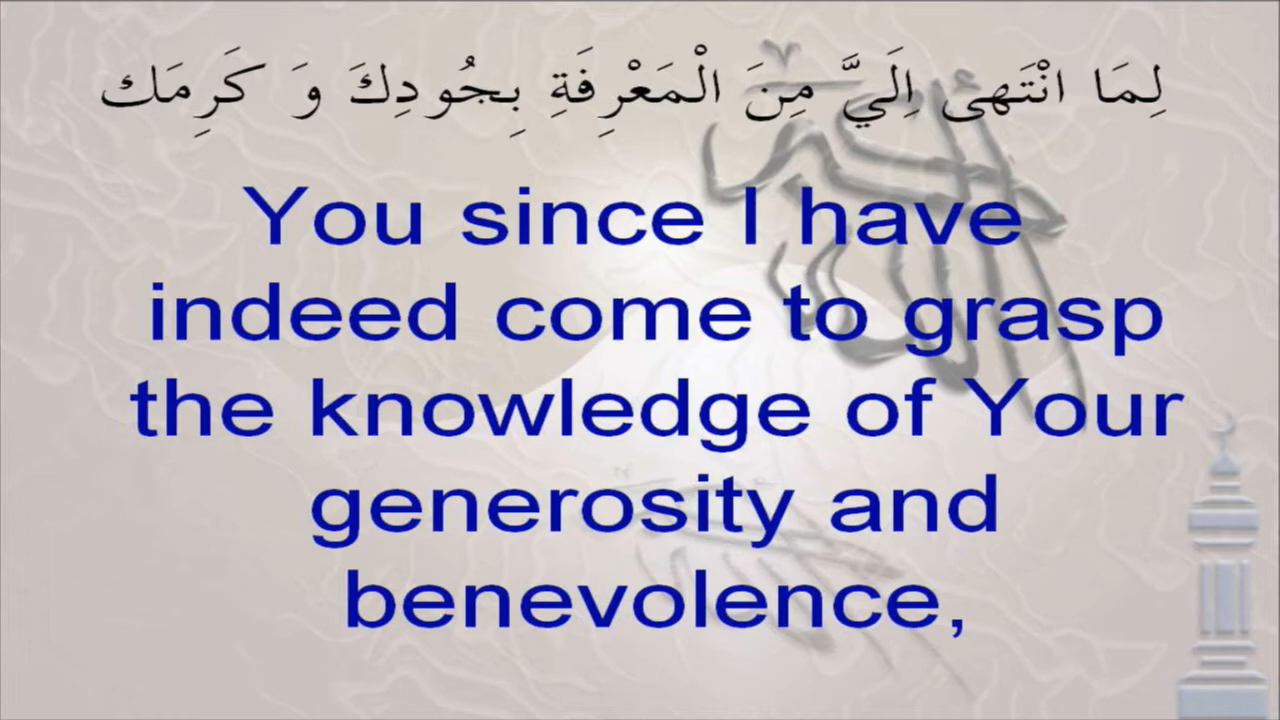 لِمَا انْتَهىٰ اِلَيَّ مِنَ الْمَعْرِفَةِ بِجُودِكَ وَ كَرَمِك
You since I have
indeed come to grasp
the knowledge of Your
generosity and
benevolence,